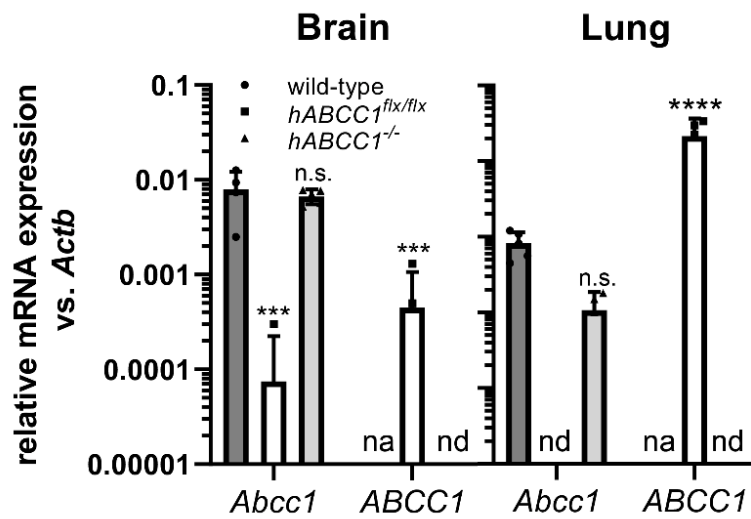 Brain Lung
relative mRNA expression
vs. Actb
0.1
0.01
0.001
0.0001
0.00001
wild-type
hABCC1flx/flx
hABCC1-/-
n.s.
***
***
****
n.s.
na nd nd na nd
Abcc1 ABCC1 Abcc1 ABCC1